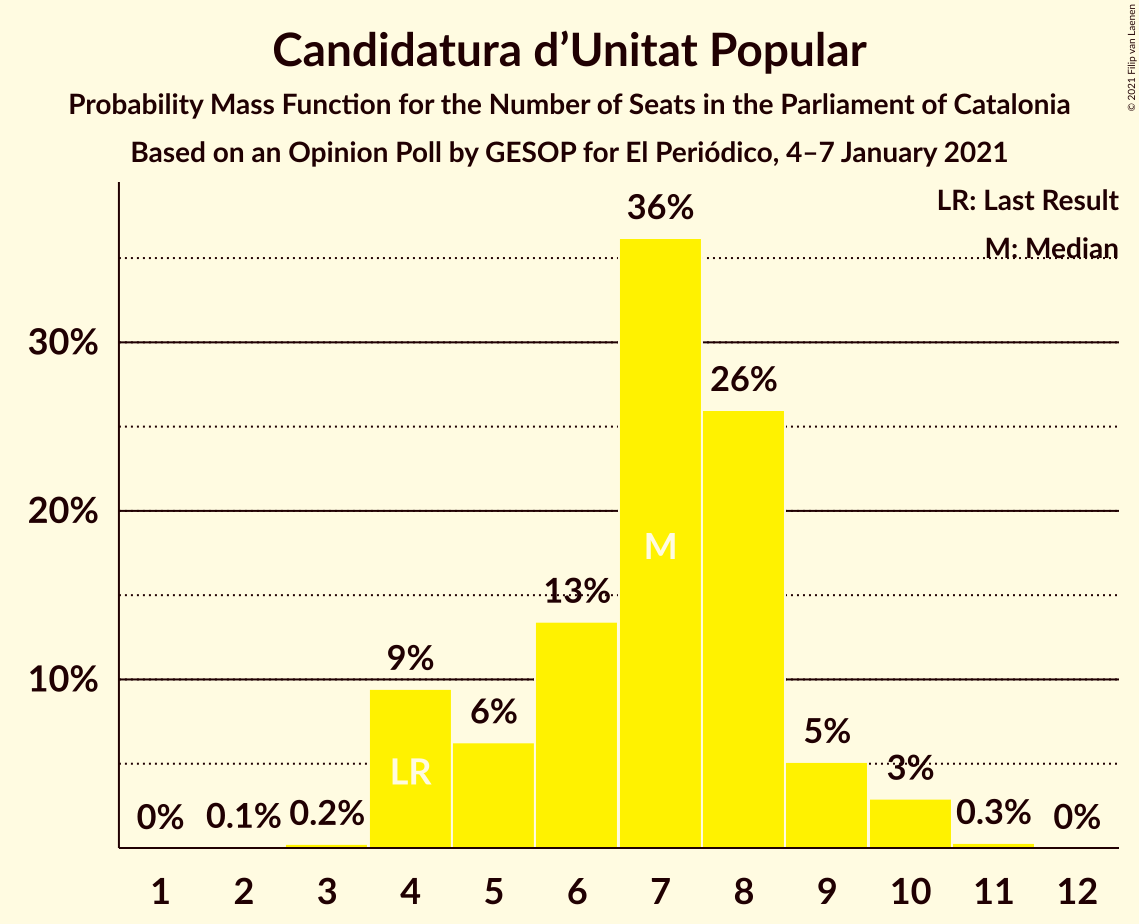 Candidatura d’Unitat Popular
Probability Mass Function for the Number of Seats in the Parliament of Catalonia
Based on an Opinion Poll by GESOP for El Periódico, 4–7 January 2021
© 2021 Filip van Laenen
LR: Last Result
M: Median
36%
30%
26%
20%
M
13%
9%
10%
6%
5%
LR
3%
0%
0.1%
0.2%
0.3%
0%
1 2 3 4 5 6 7 8 9 10 11 12